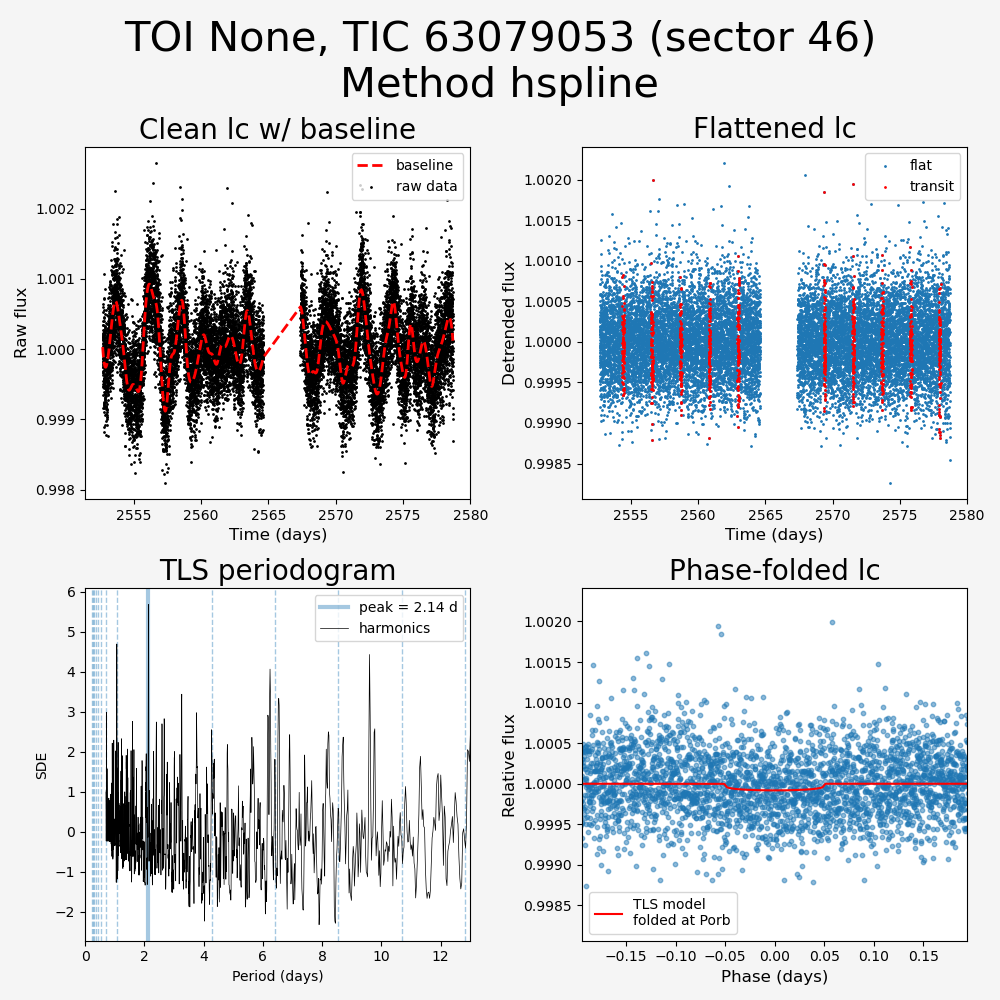 TOI None, TIC 63079053 (sector 46)
Method hspline
Clean lc w/ baseline
baseline
raw data
1.002
1.001
1.000
0.999
0.998
Raw flux
2555 2560 2565 2570 2575 2580
Time (days)
Flattened lc
flat
transit
1.0020
1.0015
1.0010
1.0005
1.0000
0.9995
0.9990
0.9985
Detrended flux
2555 2560 2565 2570 2575 2580
Time (days)
TLS periodogram
peak = 2.14 d
harmonics
6
5
4
3
2
1
0
−1
−2
SDE
0 2 4 6 8 10 12
Period (days)
Phase-folded lc
1.0020
1.0015
1.0010
1.0005
1.0000
0.9995
0.9990
0.9985
Relative flux
TLS model
folded at Porb
−0.15 −0.10 −0.05 0.00 0.05 0.10 0.15
Phase (days)